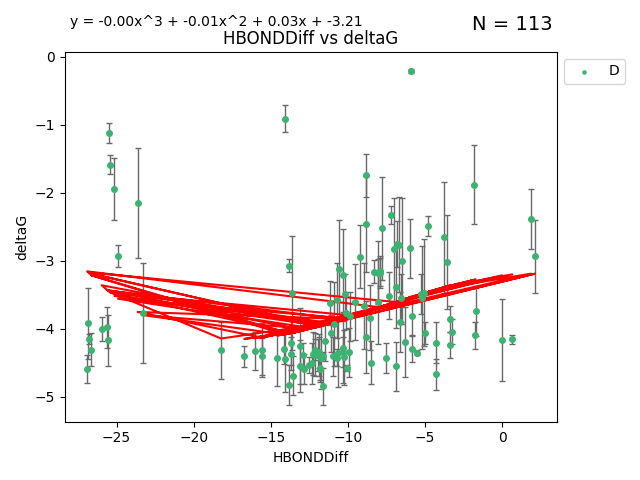 y = -0.00x^3 + -0.01x^2 + 0.03x + -3.21
N = 113
HBONDDiff vs deltaG
D
deltaG
0
−1
−2
−3
−4
−5
−25
−20
−15
−10
−5
0
HBONDDiff